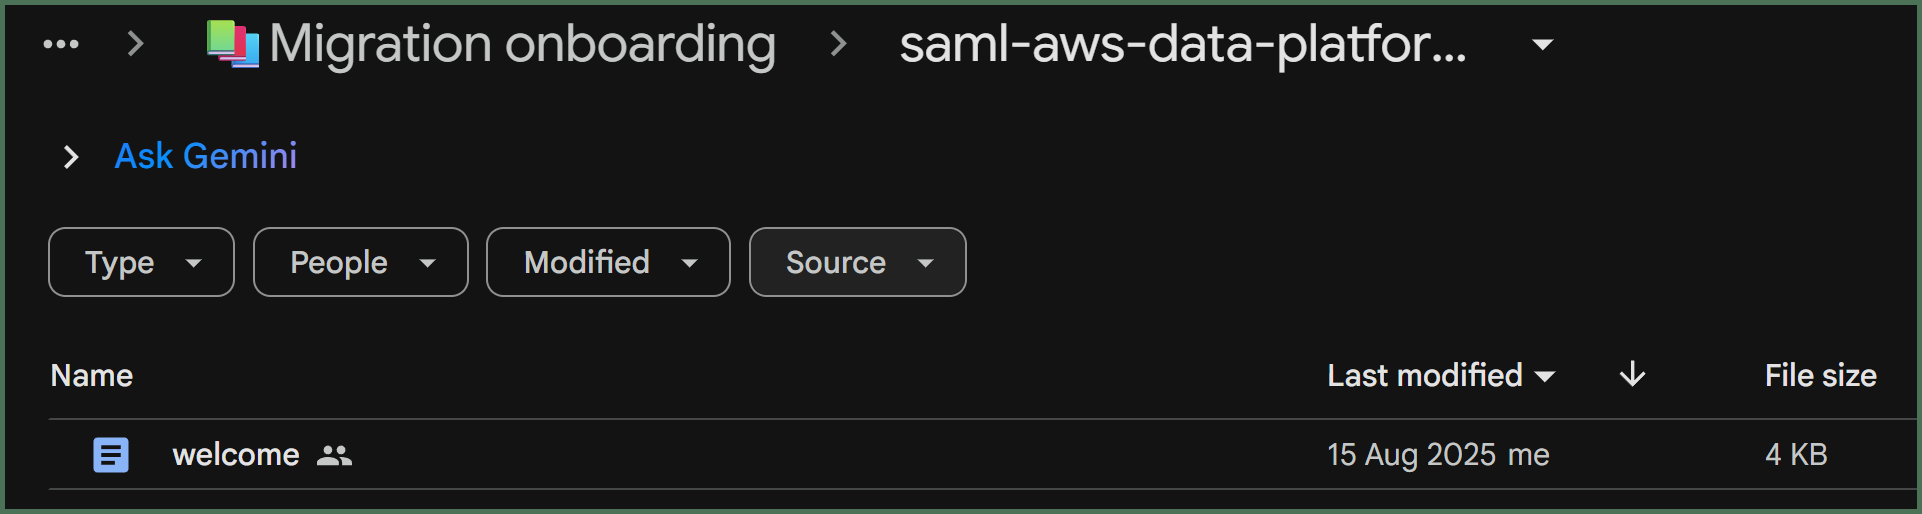 ... > Migration onboarding > saml-aws-data-platfor...
Ask Gemini
Type People Modified Source
Name Last modified File size
welcome 15 Aug 2025 me 4 KB